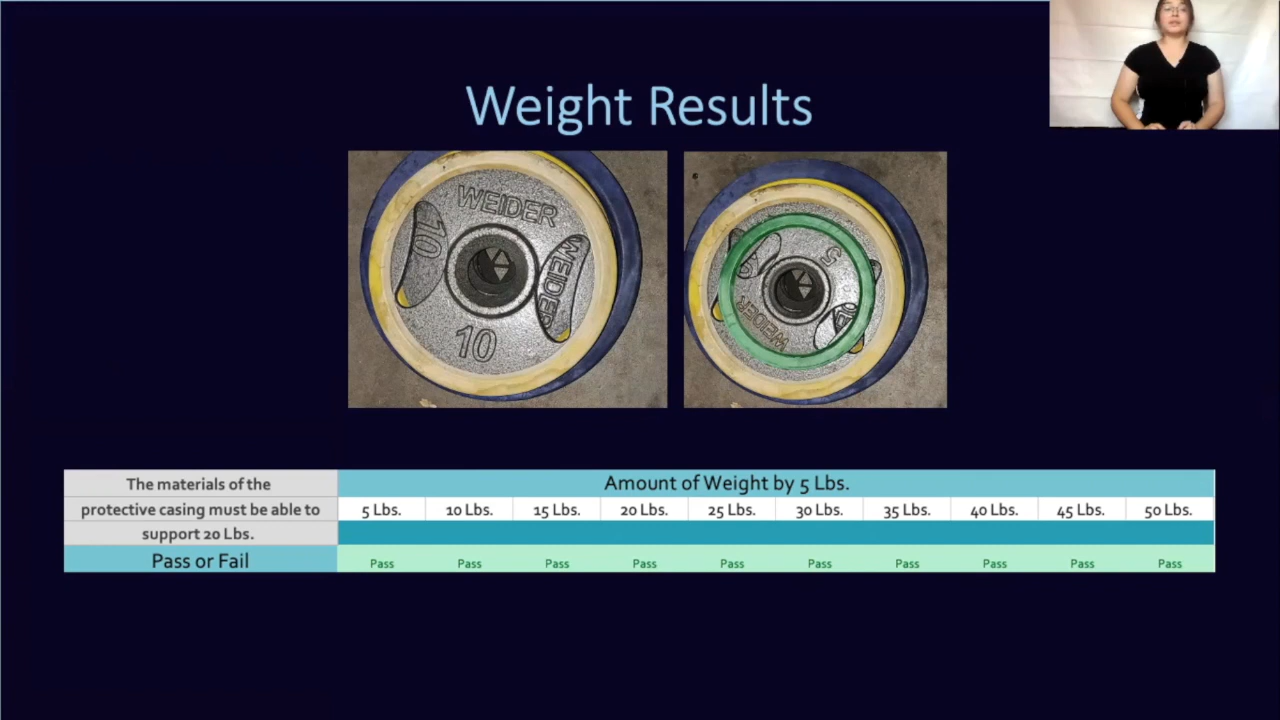 Weight Results
WEIDER
10
WEIDER
10
5
WEIDER
The materials of the
protective casing must be able to
support 20 Lbs.
Amount of Weight by 5 Lbs.
5 Lbs. 10 Lbs. 15 Lbs. 20 Lbs. 25 Lbs. 30 Lbs. 35 Lbs. 40 Lbs. 45 Lbs. 50 Lbs.
Pass or Fail
Pass Pass Pass Pass Pass Pass Pass Pass Pass Pass